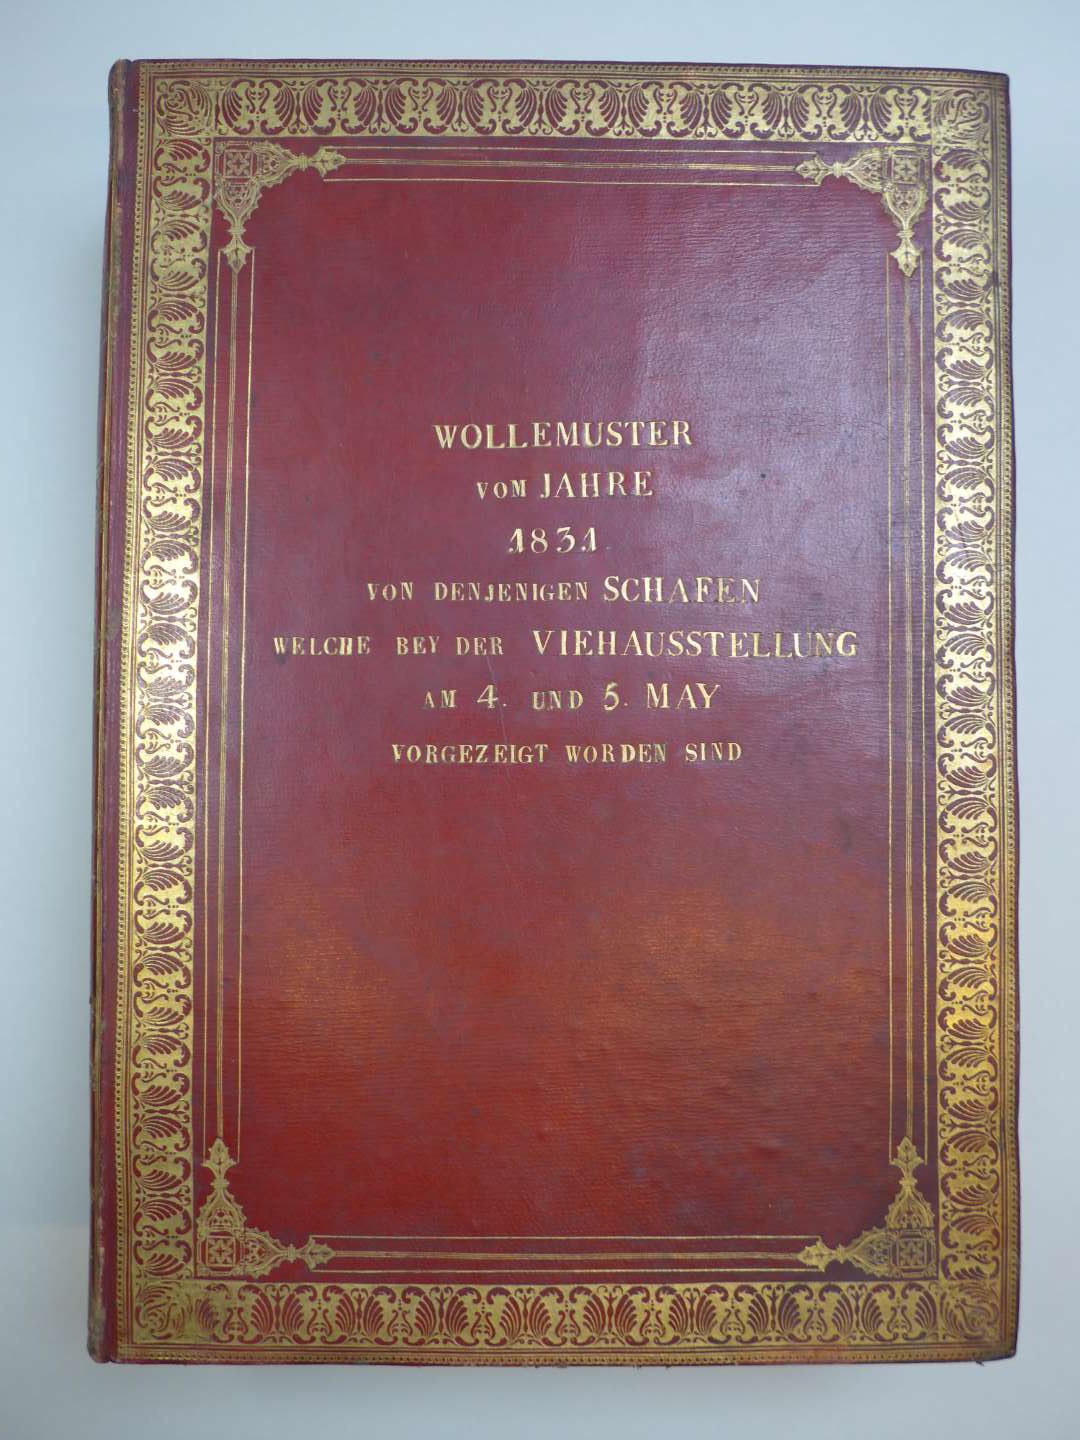 WOLLEMUSTER
VOM JAHRE
1831.
VON DENJENIGEN SCHAFEN
WELCHE BEY DER VIEHAUSSTELLUNG
AM 4. UND 5. MAY
VORGEZEIGT WORDEN SIND